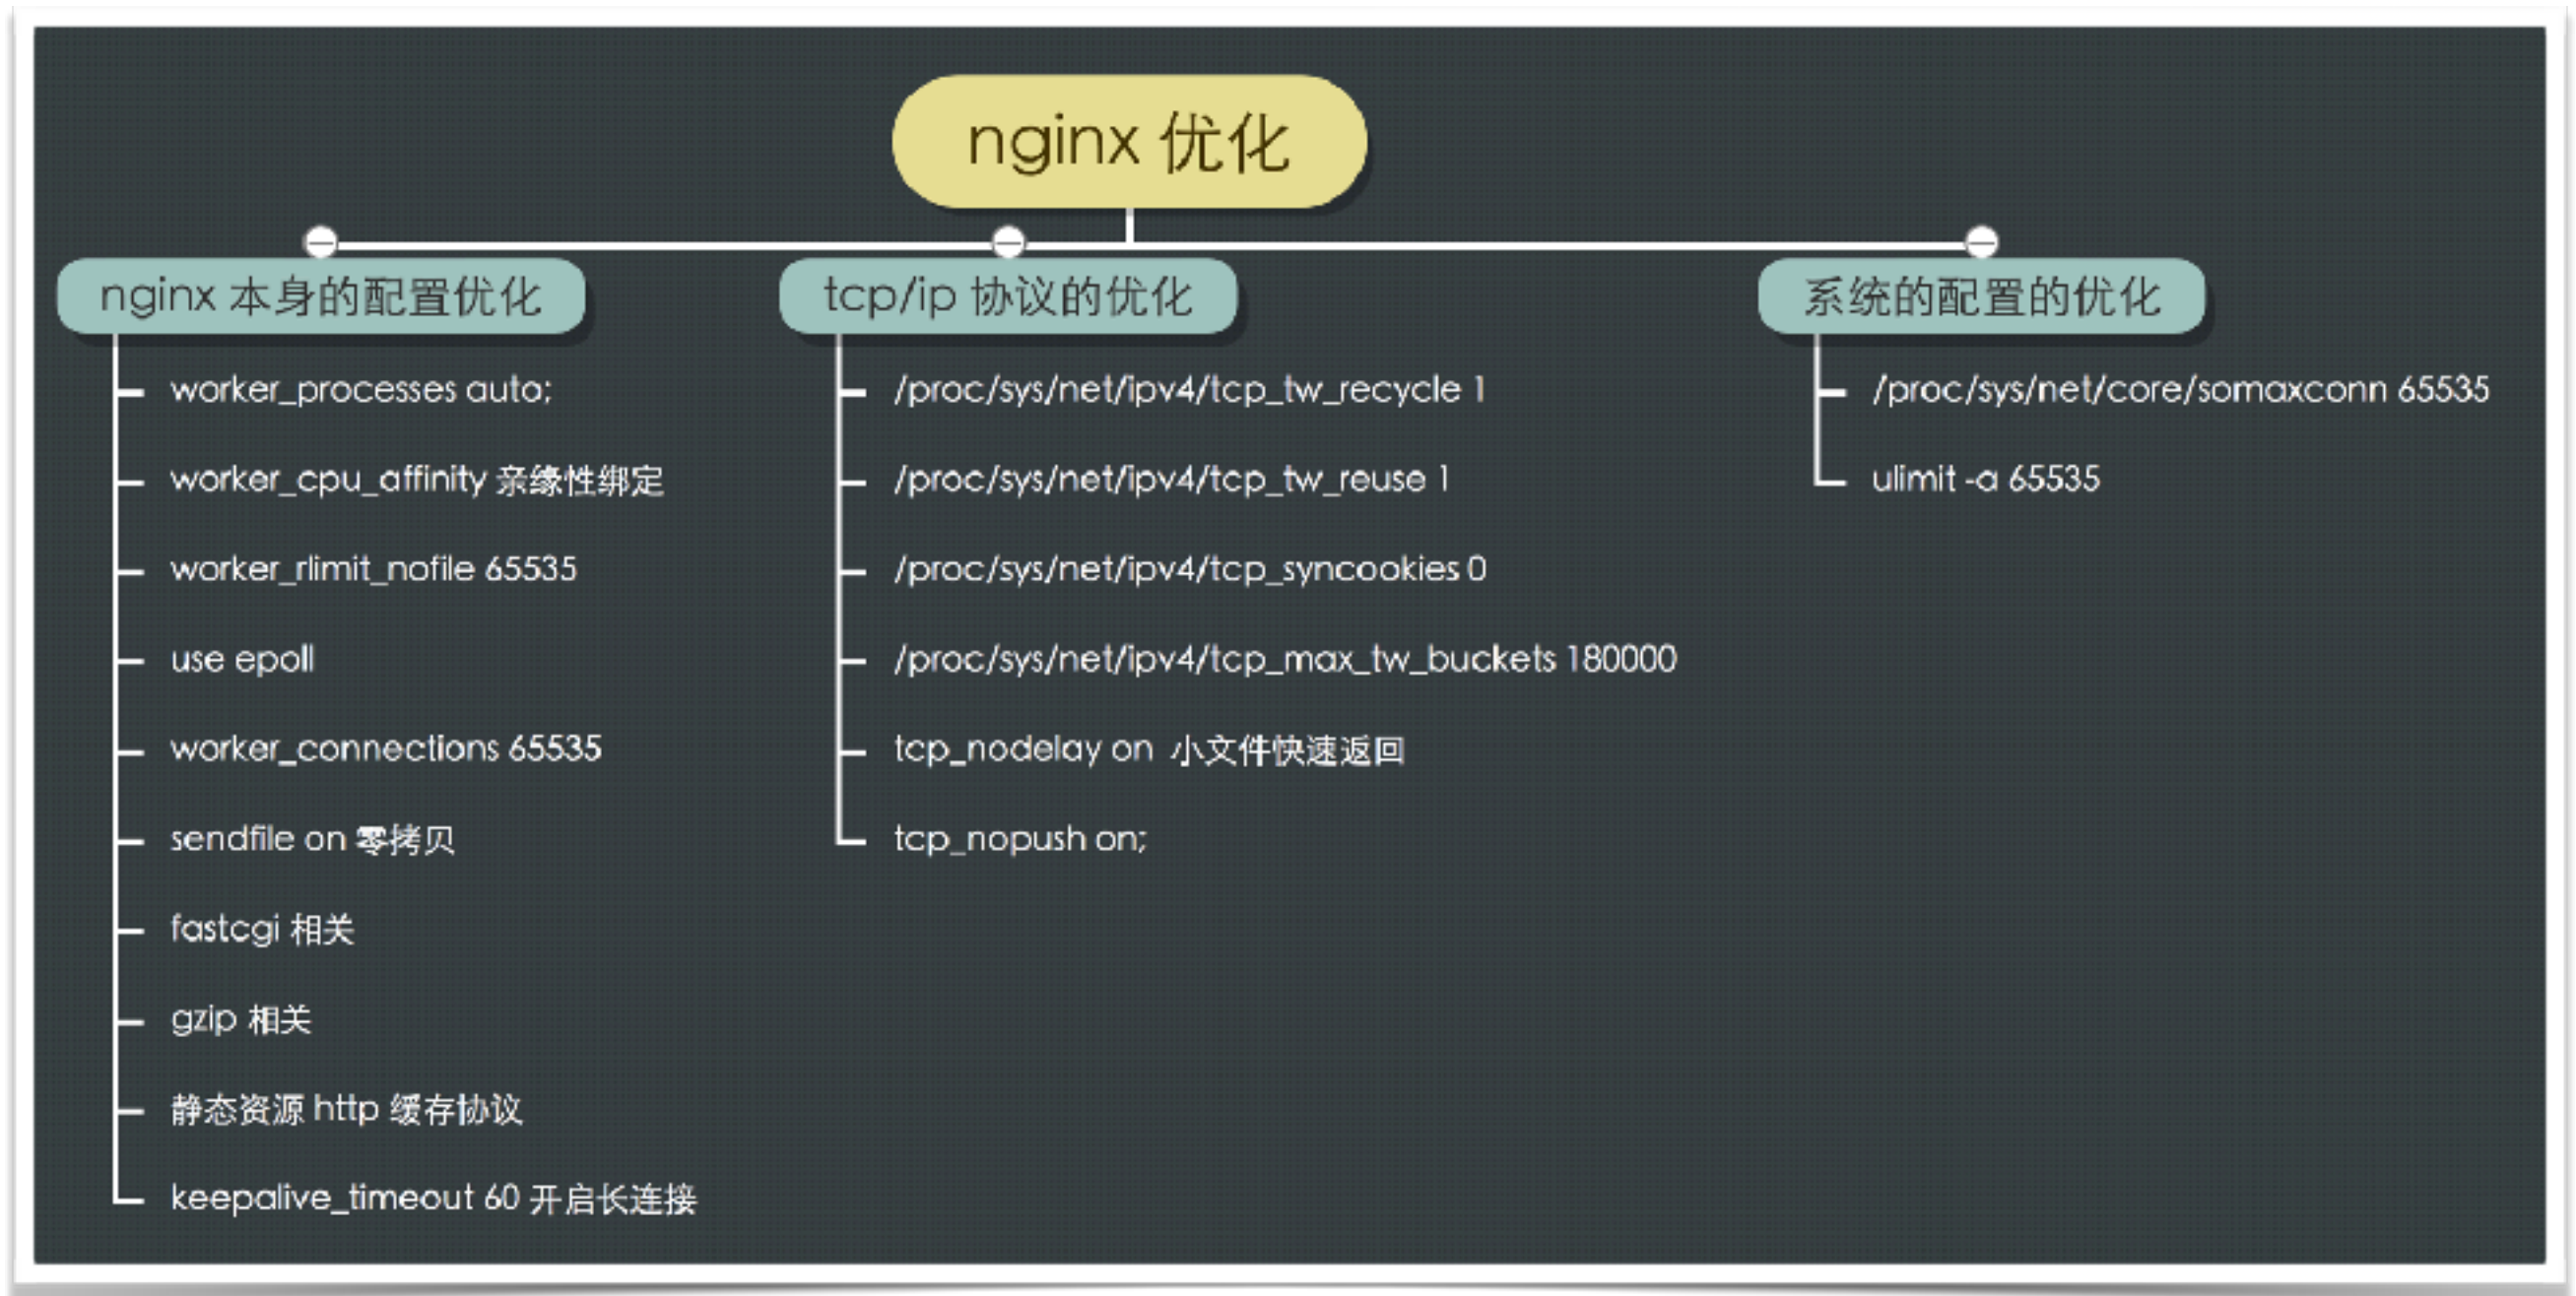 nginx 优化
nginx 本身的配置优化
worker_processes auto;
worker_cpu_affinity 亲缘性绑定
worker_rlimit_nofile 65535
use epoll
worker_connections 65535
sendfile on 零拷贝
fastcgi 相关
gzip 相关
静态资源 http 缓存协议
keepalive_timeout 60 开启长连接
tcp/ip 协议的优化
/proc/sys/net/ipv4/tcp_tw_recycle 1
/proc/sys/net/ipv4/tcp_tw_reuse 1
/proc/sys/net/ipv4/tcp_syncookies 0
/proc/sys/net/ipv4/tcp_max_tw_buckets 180000
tcp_nodelay on 小文件快速返回
tcp_nopush on;
系统的配置的优化
/proc/sys/net/core/somaxconn 65535
ulimit -a 65535